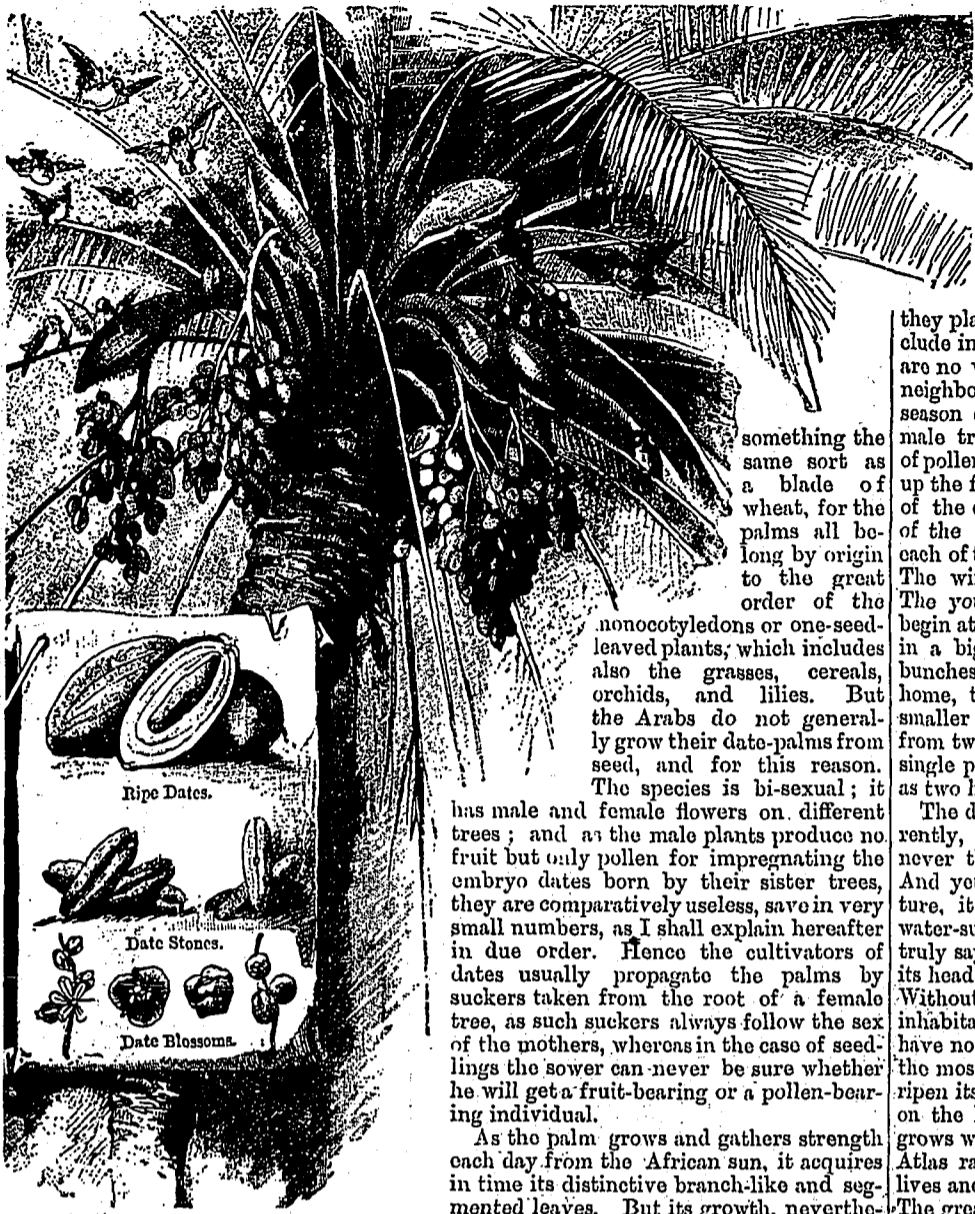 Ripe Dates.
Date Stones.
Date Blossoms.
something the
same sort as
a blade of
wheat, for the
palms all be-
long by origin
to the great
order of the
monocotyledons or one-seed-
leaved plants, which includes
also the grasses, cereals,
orchids, and lilies. But
the Arabs do not general-
ly grow their date-palms from
seed, and for this reason.
The species is bi-sexual; it
has male and female flowers on different
trees; and as the male plants produce no
fruit but only pollen for impregnating the
embryo dates born by their sister trees,
they are comparatively useless, save in very
small numbers, as I shall explain hereafter
in due order. Hence the cultivators of
dates usually propagate the palms by
suckers taken from the root of a female
tree, as such suckers always follow the sex
of the mothers, whereas in the case of seed-
lings the sower can never be sure whether
he will get a fruit-bearing or a pollen-bear-
ing individual.
As the palm grows and gathers strength
each day from the African sun, it acquires
in time its distinctive branch-like and seg-
mented leaves. But its growth, neverthe-
they pla
clude in
are no
neighbo
season
male tr
of pollen
up the f
of the
of the
each of
The wi
The you
begin at
in a big
bunches
home, t
smaller
from tw
single p
as two h
The d
rently,
never t
And yo
ture, it
water-su
truly sa
its head
Without
inhabita
have no
the mos
ripen its
on the
grows w
Atlas ra
lives and
The gre